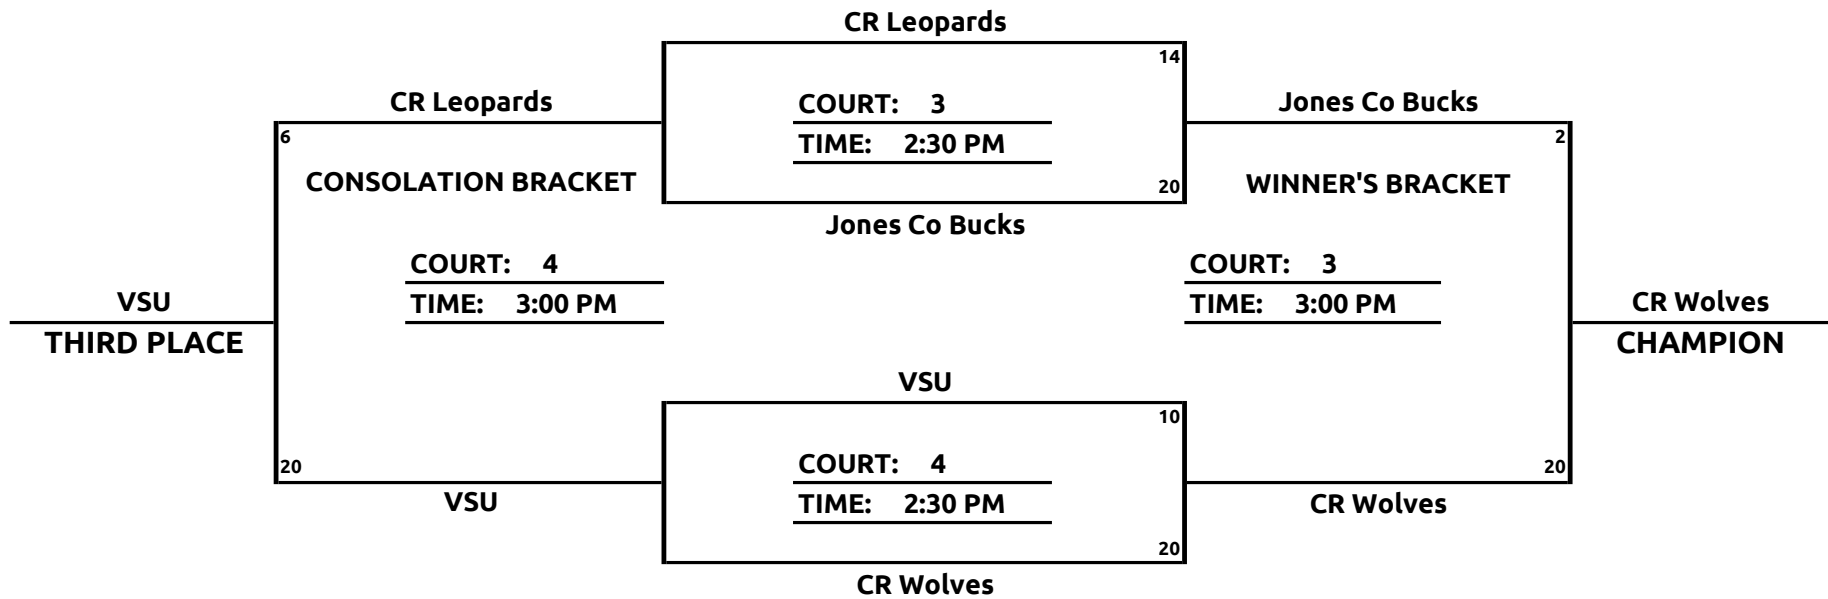 CR Leopards
14
CR Leopards
COURT: 3
Jones Co Bucks
6
TIME: 2:30 PM
2
CONSOLATION BRACKET
20
WINNER'S BRACKET
Jones Co Bucks
COURT: 4
COURT: 3
VSU
TIME: 3:00 PM
TIME: 3:00 PM
CR Wolves
THIRD PLACE
CHAMPION
VSU
10
20
COURT: 4
20
VSU
TIME: 2:30 PM
CR Wolves
20
CR Wolves